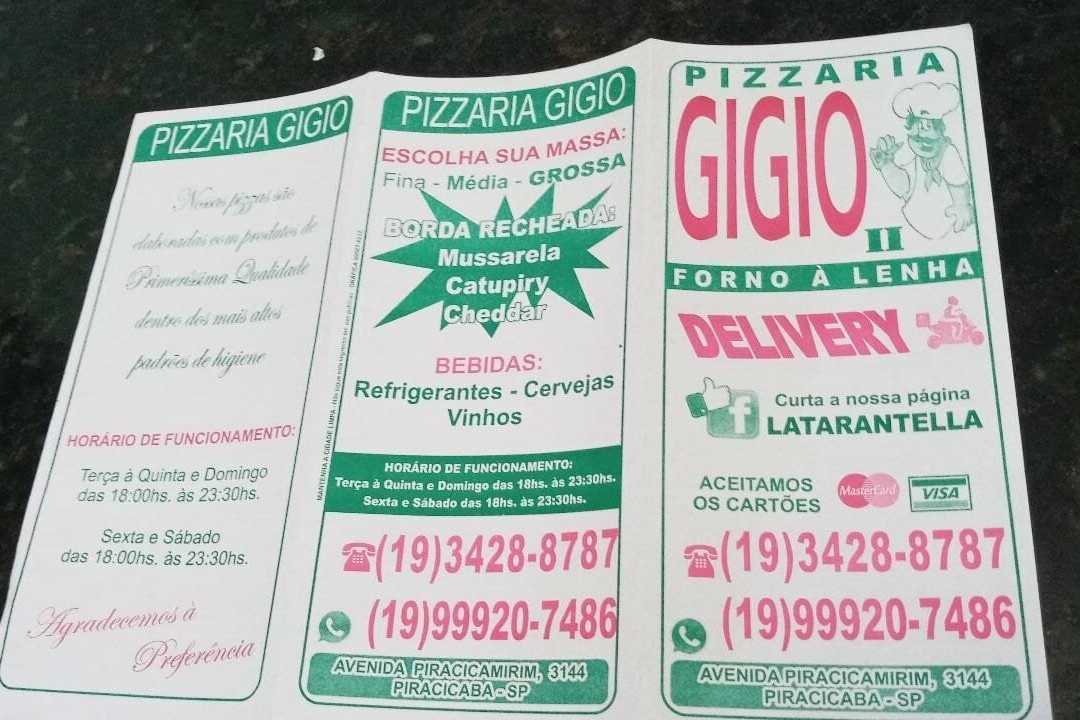 PIZZARIA GIGIO
Nossas pizzas são
elaboradas com produtos de
Primeríssima Qualidade
dentro dos mais altos
padrões de higiene
HORÁRIO DE FUNCIONAMENTO:
Terça à Quinta e Domingo
das 18:00hs. às 23:30hs.
Sexta e Sábado
das 18:00hs. às 23:30hs.
Agradecemos à
Preferência
PIZZARIA GIGIO
ESCOLHA SUA MASSA:
Fina - Média - GROSSA
BORDA RECHEADA:
Mussarela
Catupiry
Cheddar
BEBIDAS:
Refrigerantes - Cervejas
Vinhos
MANTENHA A CIDADE LIMPA
HORÁRIO DE FUNCIONAMENTO:
Terça à Quinta e Domingo das 18hs. às 23:30hs.
Sexta e Sábado das 18hs. às 23:30hs.
(19)3428-8787
(19)99920-7486
AVENIDA PIRACICAMIRIM, 3144
PIRACICABA - SP
PIZZARIA
GIGIO
II
FORNO À LENHA
DELIVERY
f
Curta a nossa página
LATARANTELLA
ACEITAMOS
OS CARTÕES
MasterCard
VISA
(19)3428-8787
(19)99920-7486
AVENIDA PIRACICAMIRIM, 3144
PIRACICABA - SP